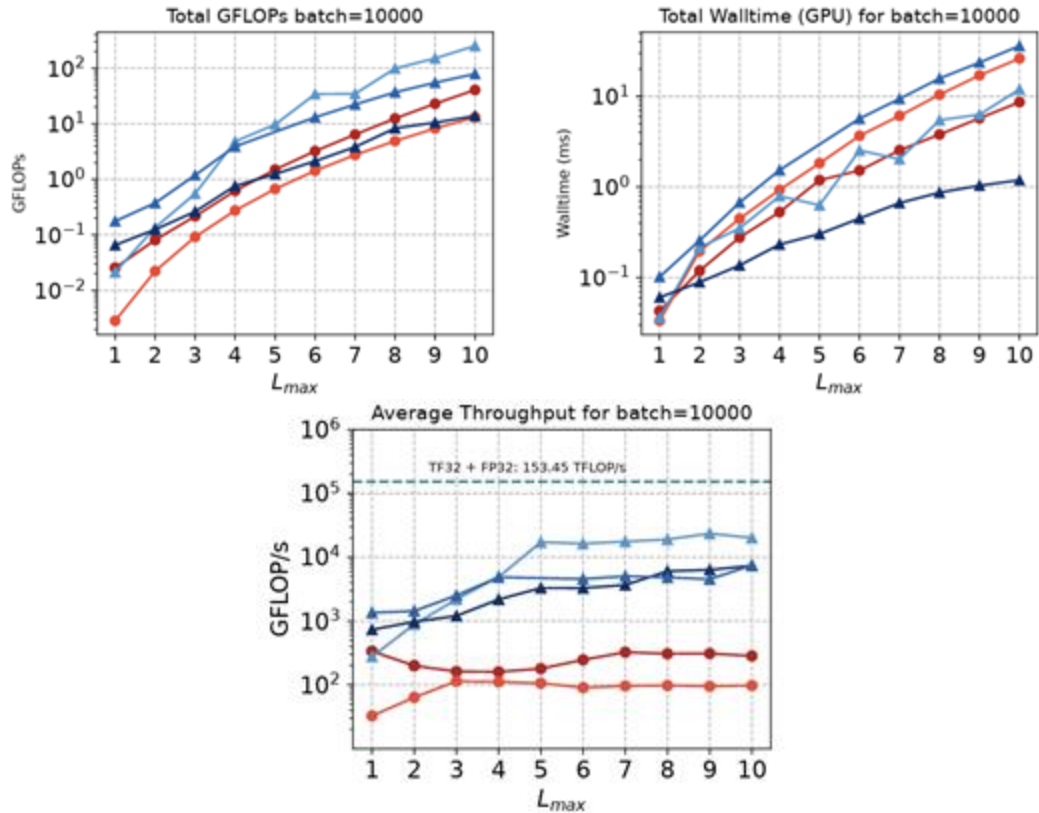 Total GFLOPs batch=10000
GFLOPs
10²
10¹
10⁰
10⁻¹
10⁻²
1 2 3 4 5 6 7 8 9 10
Lmax
Total Walltime (GPU) for batch=10000
Walltime (ms)
10¹
10⁰
10⁻¹
1 2 3 4 5 6 7 8 9 10
Lmax
Average Throughput for batch=10000
GFLOP/s
10⁶
TF32 + FP32: 153.45 TFLOP/s
10⁵
10⁴
10³
10²
1 2 3 4 5 6 7 8 9 10
Lmax